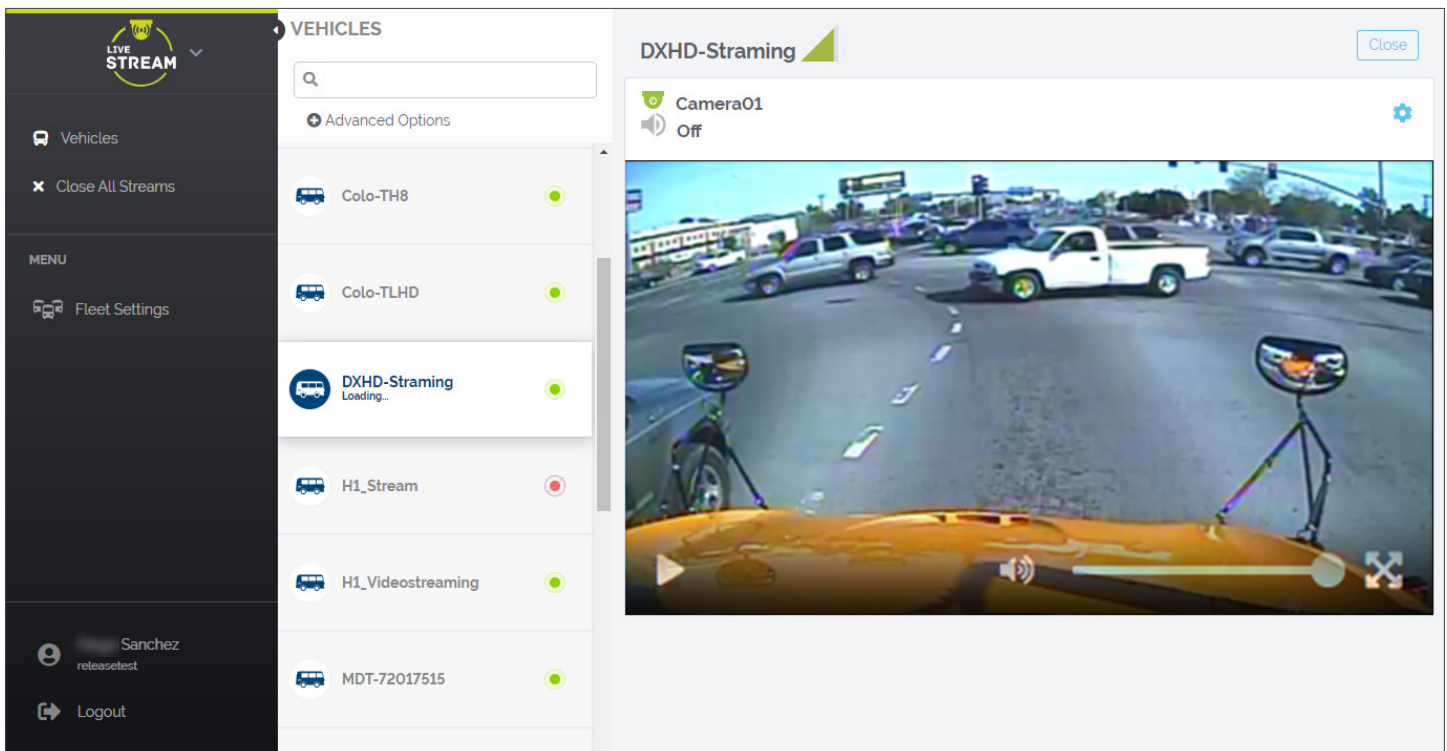 LIVE
STREAM
Vehicles
Close All Streams
MENU
Fleet Settings
Sanchez
releasetest
Logout
VEHICLES
Advanced Options
Colo-TH8
Colo-TLHD
DXHD-Straming
Loading...
H1_Stream
H1_Videostreaming
MDT-72017515
DXHD-Straming
Close
Camera01
Off